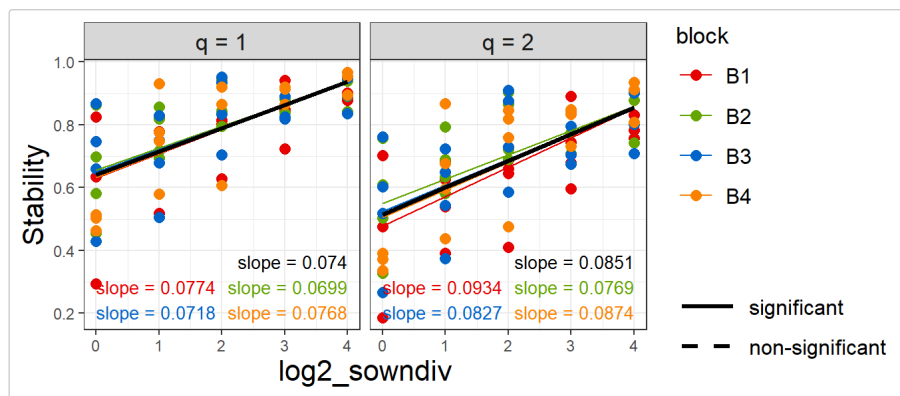 q = 1
q = 2
Stability
1.0
0.8
0.6
0.4
0.2
slope = 0.074
slope = 0.0774
slope = 0.0699
slope = 0.0718
slope = 0.0768
slope = 0.0851
slope = 0.0934
slope = 0.0769
slope = 0.0827
slope = 0.0874
0 1 2 3 4
0 1 2 3 4
log2_sowndiv
block
B1
B2
B3
B4
significant
non-significant